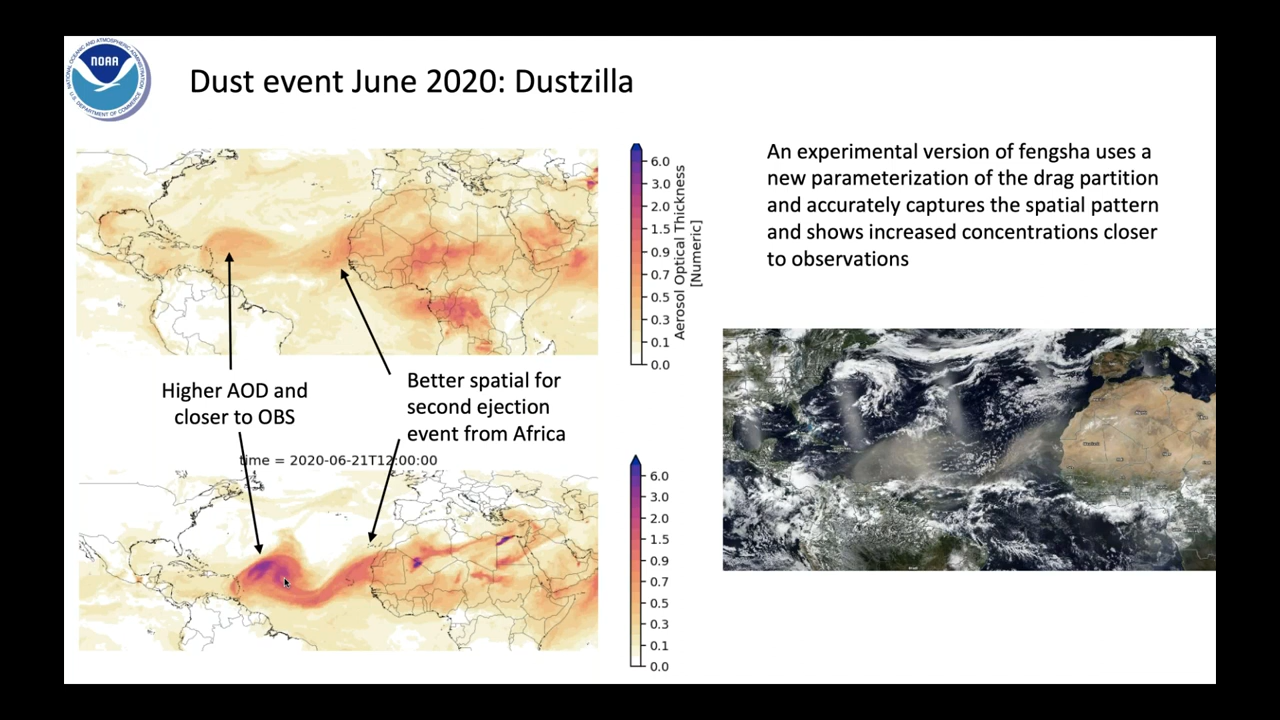 NOAA
NATIONAL OCEANIC AND ATMOSPHERIC ADMINISTRATION
U.S. DEPARTMENT OF COMMERCE
Dust event June 2020: Dustzilla
6.0
3.0
2.0
1.5
0.9
0.7
0.5
0.3
0.1
0.0
Aerosol Optical Thickness
[Numeric]
An experimental version of fengsha uses a
new parameterization of the drag partition
and accurately captures the spatial pattern
and shows increased concentrations closer
to observations
Higher AOD and
closer to OBS
Better spatial for
second ejection
event from Africa
time = 2020-06-21T12:00:00
6.0
3.0
2.0
1.5
0.9
0.7
0.5
0.3
0.1
0.0